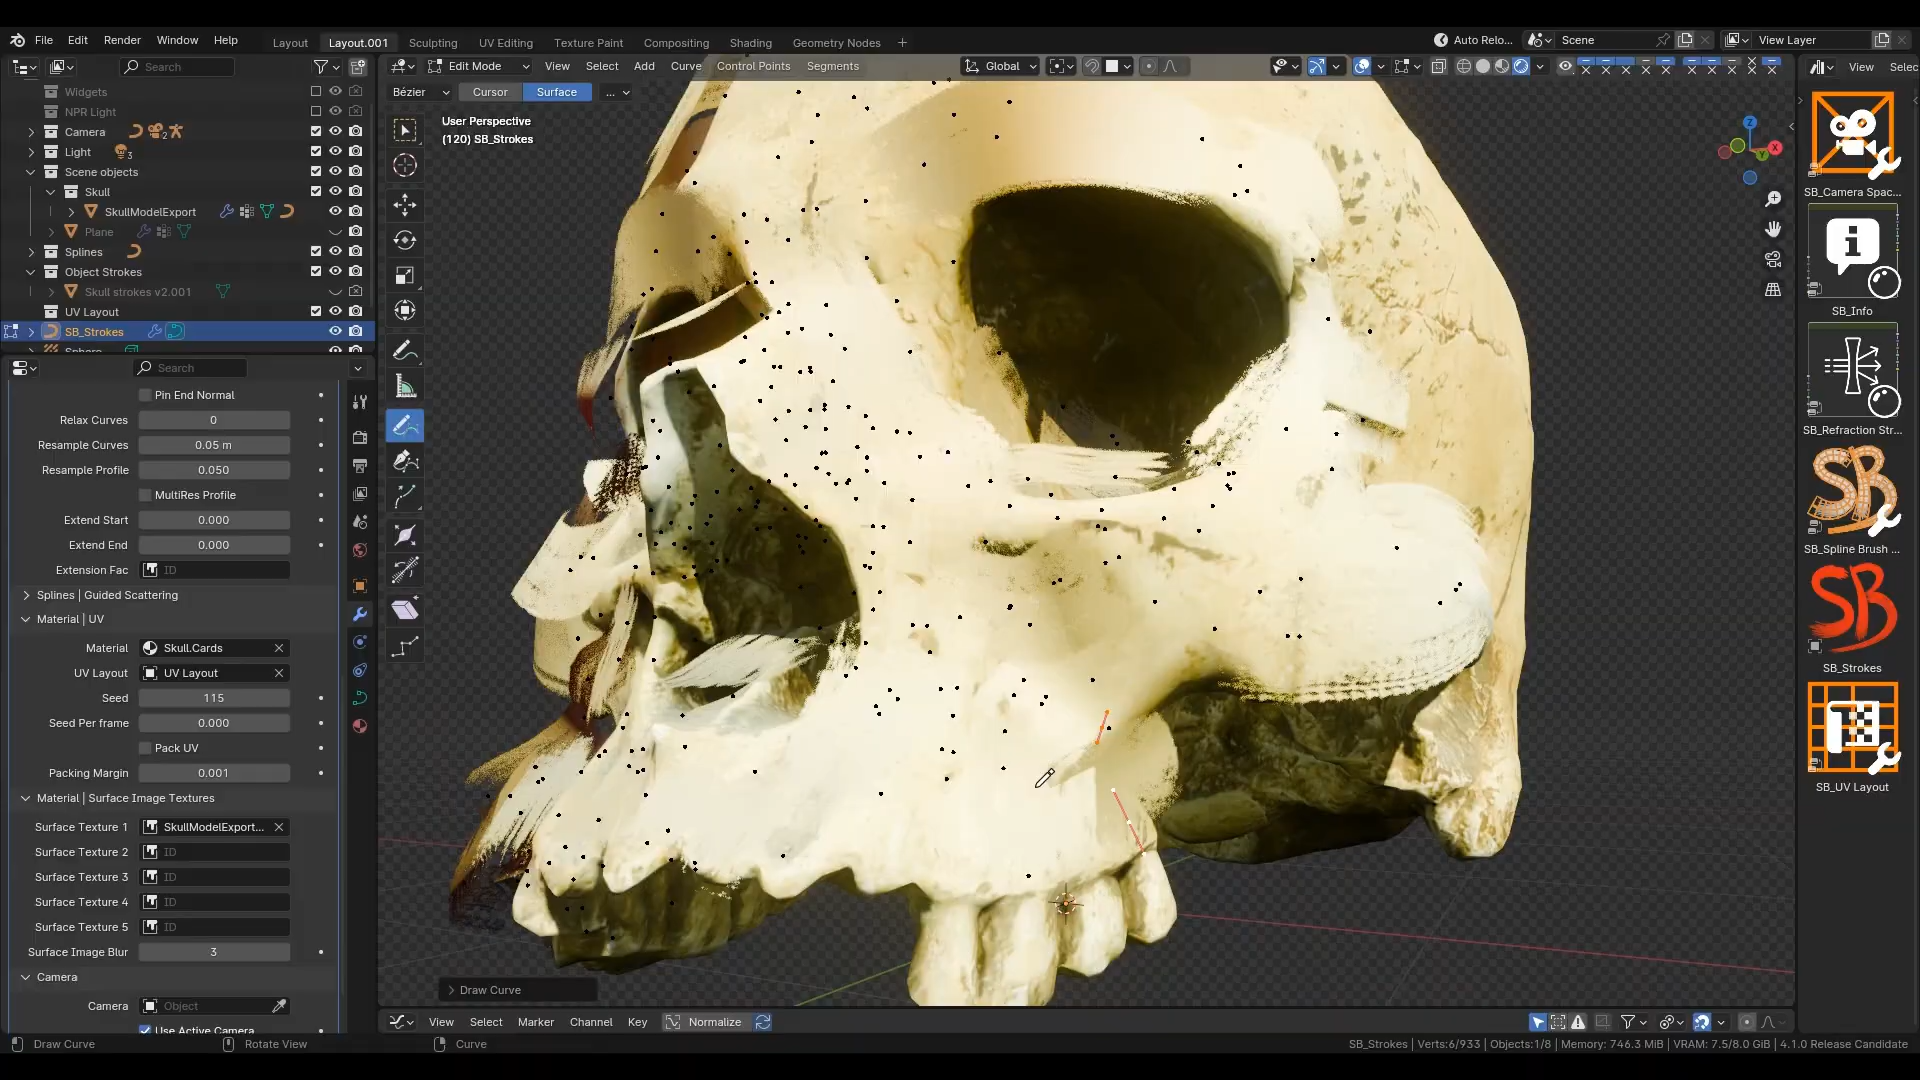 File Edit Render Window Help
Layout Layout.001 Sculpting UV Editing Texture Paint Compositing Shading Geometry Nodes +
Auto Relo... Scene View Layer
Search
Edit Mode View Select Add Curve Control Points Segments Global
View Selec
Bézier Cursor Surface ...
User Perspective
(120) SB_Strokes
Widgets
NPR Light
Camera 2
Light 3
Scene objects
Skull
SkullModelExport
Plane
Splines
Object Strokes
Skull strokes v2.001
UV Layout
SB_Strokes
Search
Pin End Normal
Relax Curves 0
Resample Curves 0.05 m
Resample Profile 0.050
MultiRes Profile
Extend Start 0.000
Extend End 0.000
Extension Fac ID
Splines | Guided Scattering
Material | UV
Material Skull.Cards
UV Layout UV Layout
Seed 115
Seed Per frame 0.000
Pack UV
Packing Margin 0.001
Material | Surface Image Textures
Surface Texture 1 SkullModelExport...
Surface Texture 2 ID
Surface Texture 3 ID
Surface Texture 4 ID
Surface Texture 5 ID
Surface Image Blur 3
Camera
Camera Object
Use Active Camera
Z
X
Y
SB_Camera Spac...
SB_Info
SB_Refraction Str...
SB
SB_Spline Brush ...
SB
SB_Strokes
SB_UV Layout
Draw Curve
View Select Marker Channel Key Normalize
Draw Curve Rotate View Curve
SB_Strokes | Verts:6/933 | Objects:1/8 | Memory: 746.3 MiB | VRAM: 7.5/8.0 GiB | 4.1.0 Release Candidate